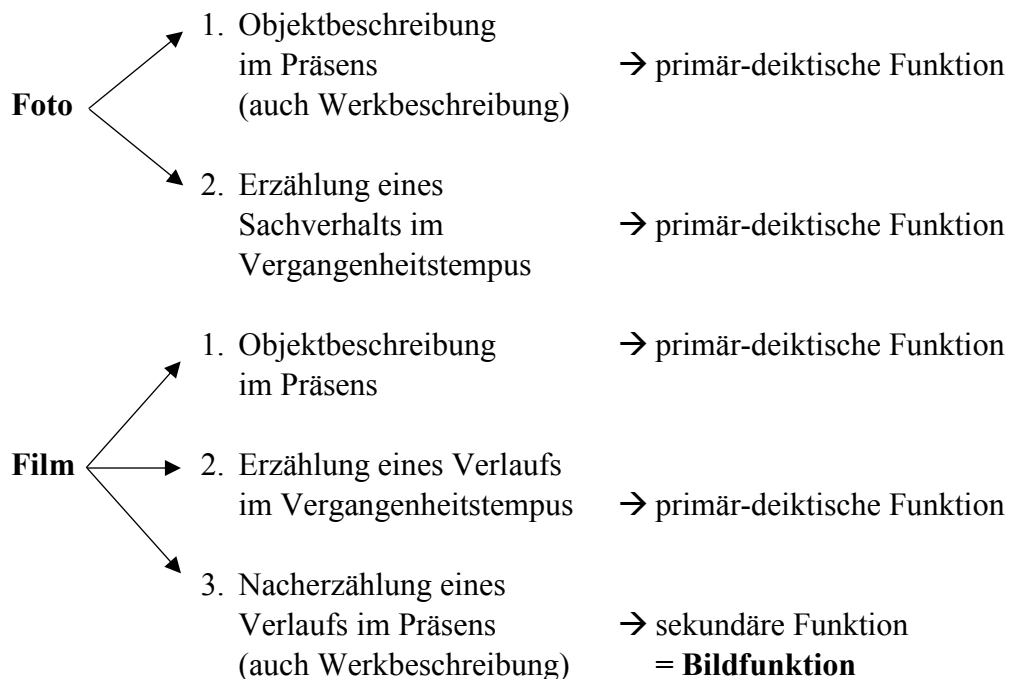 1. Objektbeschreibung
im Präsens → primär-deiktische Funktion
Foto (auch Werkbeschreibung)
2. Erzählung eines
Sachverhalts im → primär-deiktische Funktion
Vergangenheitstempus
1. Objektbeschreibung → primär-deiktische Funktion
im Präsens
Film 2. Erzählung eines Verlaufs
im Vergangenheitstempus → primär-deiktische Funktion
3. Nacherzählung eines
Verlaufs im Präsens → sekundäre Funktion
(auch Werkbeschreibung) = Bildfunktion